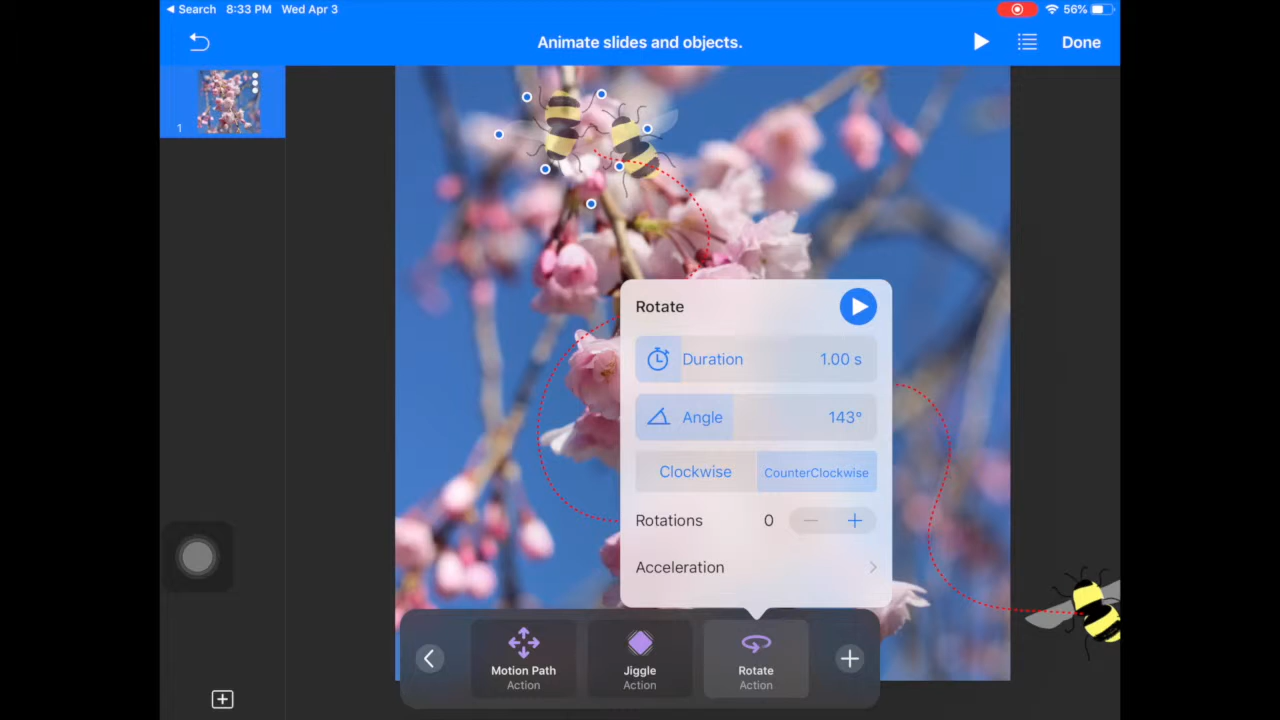 Search 8:33 PM Wed Apr 3 56%
Animate slides and objects. Done
1
Rotate
Duration 1.00 s
Angle 143°
Clockwise CounterClockwise
Rotations 0
Acceleration
Motion Path Jiggle Rotate
Action Action Action